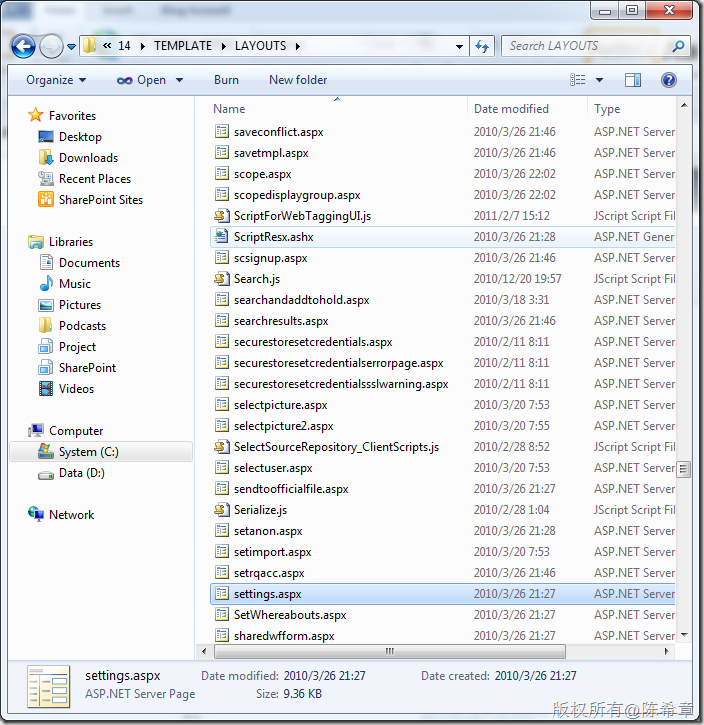 « 14 ▸ TEMPLATE ▸ LAYOUTS ▸ Search LAYOUTS
Organize Open Burn New folder
Name Date modified Type
Favorites
Desktop
Downloads
Recent Places
SharePoint Sites
Libraries
Documents
Music
Pictures
Podcasts
Project
SharePoint
Videos
Computer
System (C:)
Data (D:)
Network
saveconflict.aspx 2010/3/26 21:46 ASP.NET Server
savetmpl.aspx 2010/3/26 21:46 ASP.NET Server
scope.aspx 2010/3/26 22:02 ASP.NET Server
scopedisplaygroup.aspx 2010/3/26 22:02 ASP.NET Server
ScriptForWebTaggingUI.js 2011/2/7 15:12 JScript Script Fil
ScriptResx.ashx 2010/3/26 21:28 ASP.NET Gener
scsignup.aspx 2010/3/26 21:46 ASP.NET Server
Search.js 2010/12/20 19:57 JScript Script Fil
searchandaddtohold.aspx 2010/3/18 3:31 ASP.NET Server
searchresults.aspx 2010/3/26 21:46 ASP.NET Server
securestoresetcredentials.aspx 2010/2/11 8:11 ASP.NET Server
securestoresetcredentialserrorpage.aspx 2010/2/11 8:11 ASP.NET Server
securestoresetcredentialssslwarning.aspx 2010/2/11 8:11 ASP.NET Server
selectpicture.aspx 2010/3/20 7:53 ASP.NET Server
selectpicture2.aspx 2010/3/20 7:55 ASP.NET Server
SelectSourceRepository_ClientScripts.js 2010/2/28 8:52 JScript Script Fil
selectuser.aspx 2010/3/20 7:53 ASP.NET Server
sendtoofficialfile.aspx 2010/3/26 21:27 ASP.NET Server
Serialize.js 2010/2/28 1:04 JScript Script Fil
setanon.aspx 2010/3/26 21:28 ASP.NET Server
setimport.aspx 2010/3/20 7:53 ASP.NET Server
setrqacc.aspx 2010/3/26 21:46 ASP.NET Server
settings.aspx 2010/3/26 21:27 ASP.NET Server
SetWhereabouts.aspx 2010/3/26 21:27 ASP.NET Server
sharedwfform.aspx 2010/3/26 21:46 ASP.NET Server
settings.aspx Date modified: 2010/3/26 21:27 Date created: 2010/3/26 21:27
ASP.NET Server Page Size: 9.36 KB
版权所有@陈希章